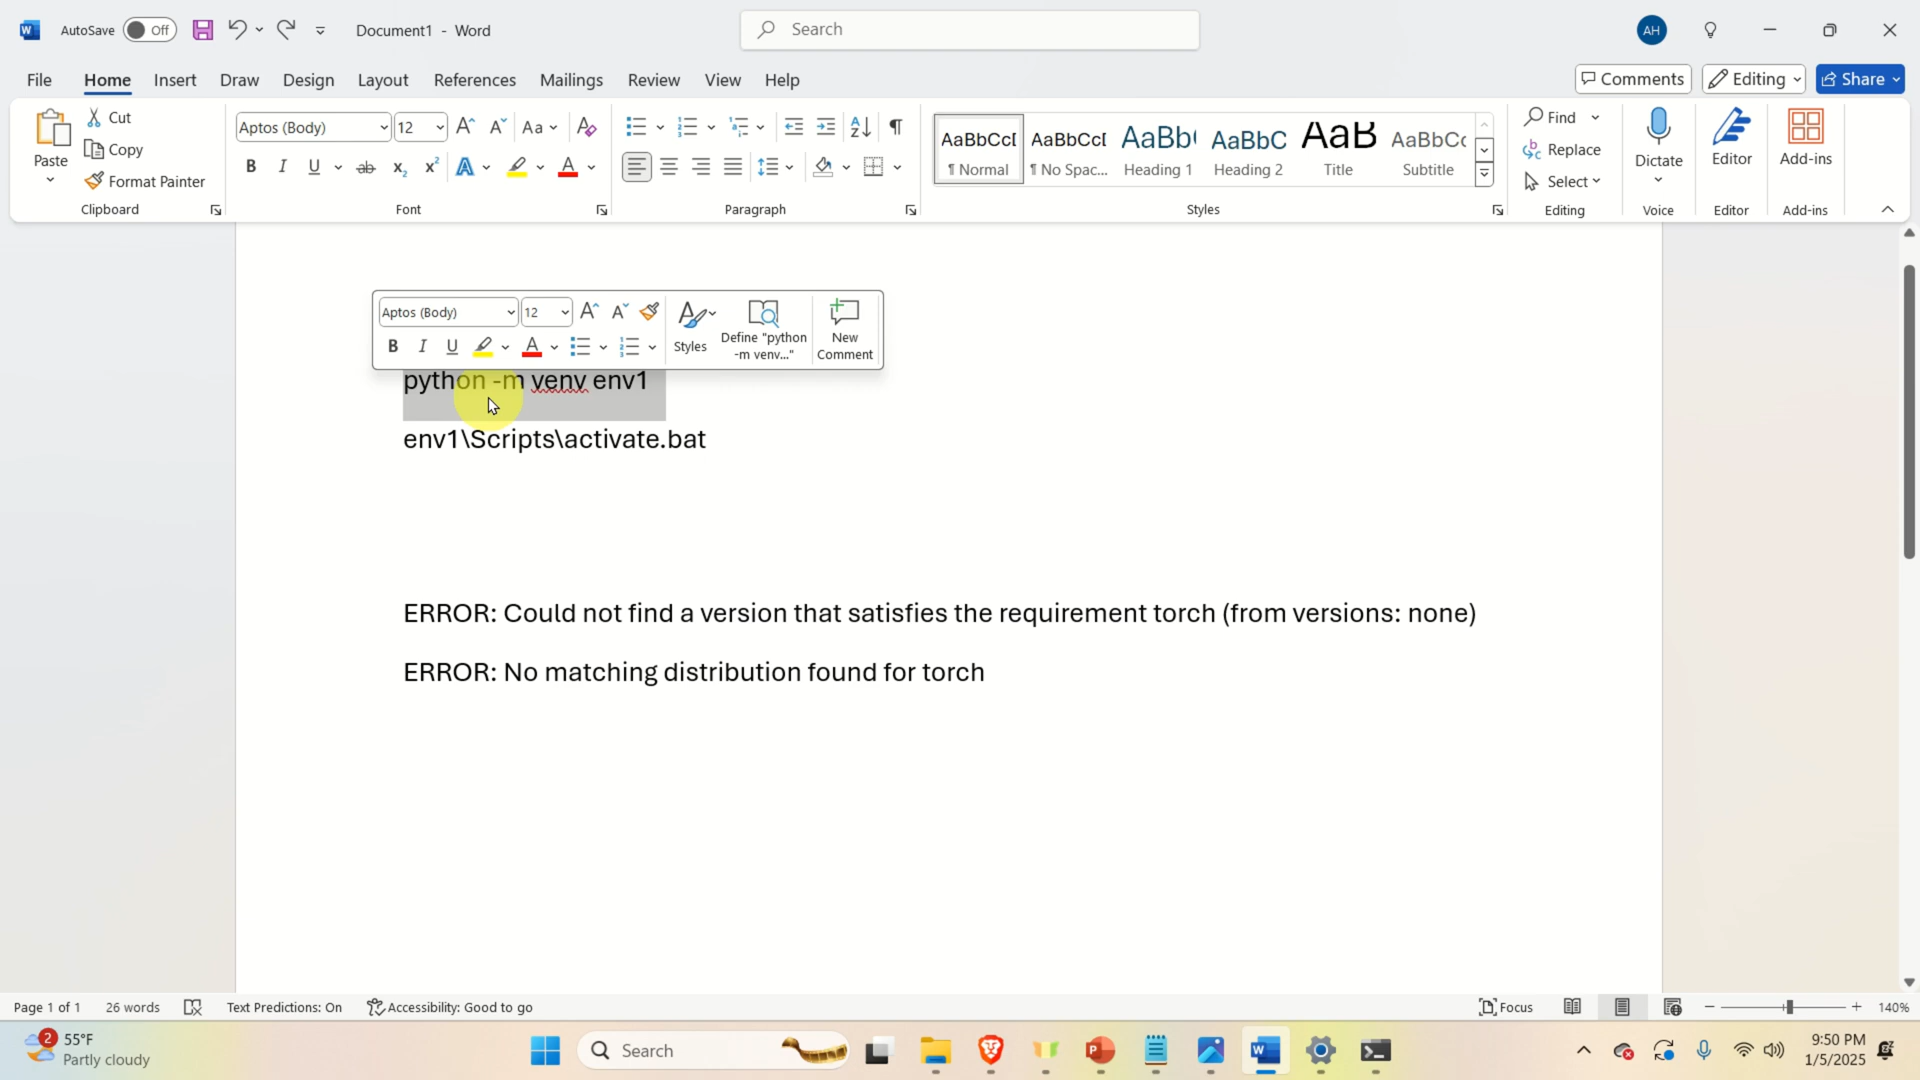 AutoSave Off Document1 - Word Search AH
File Home Insert Draw Design Layout References Mailings Review View Help Comments Editing Share
Paste Cut Copy Format Painter Clipboard
Aptos (Body) 12 Aa Font
Paragraph
AaBbCcI AaBbCcI AaBb( AaBbC AaB AaBbCc
¶ Normal ¶ No Spac... Heading 1 Heading 2 Title Subtitle
Styles
Find Replace Select Editing
Dictate Voice
Editor Editor
Add-ins Add-ins
Aptos (Body) 12 Styles Define "python -m venv..." New Comment
python -m venv env1
env1\Scripts\activate.bat
ERROR: Could not find a version that satisfies the requirement torch (from versions: none)
ERROR: No matching distribution found for torch
Page 1 of 1 26 words Text Predictions: On Accessibility: Good to go Focus 140%
2 55°F
Partly cloudy
Search
9:50 PM
1/5/2025